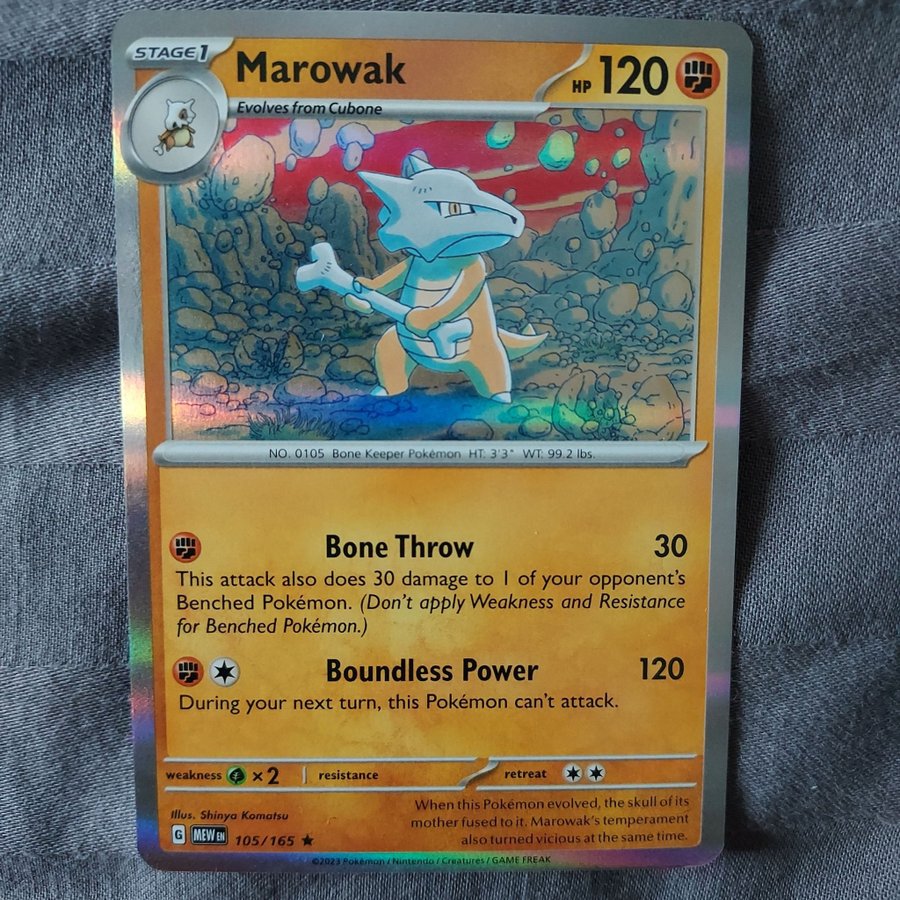 STAGE 1
Marowak
HP 120
Evolves from Cubone
NO. 0105 Bone Keeper Pokémon HT: 3'3" WT: 99.2 lbs.
Bone Throw 30
This attack also does 30 damage to 1 of your opponent's
Benched Pokémon. (Don't apply Weakness and Resistance
for Benched Pokémon.)
Boundless Power 120
During your next turn, this Pokémon can't attack.
weakness ×2 resistance retreat
Illus. Shinya Komatsu
G MEW EN 105/165
When this Pokémon evolved, the skull of its
mother fused to it. Marowak's temperament
also turned vicious at the same time.
©2023 Pokémon / Nintendo / Creatures / GAME FREAK